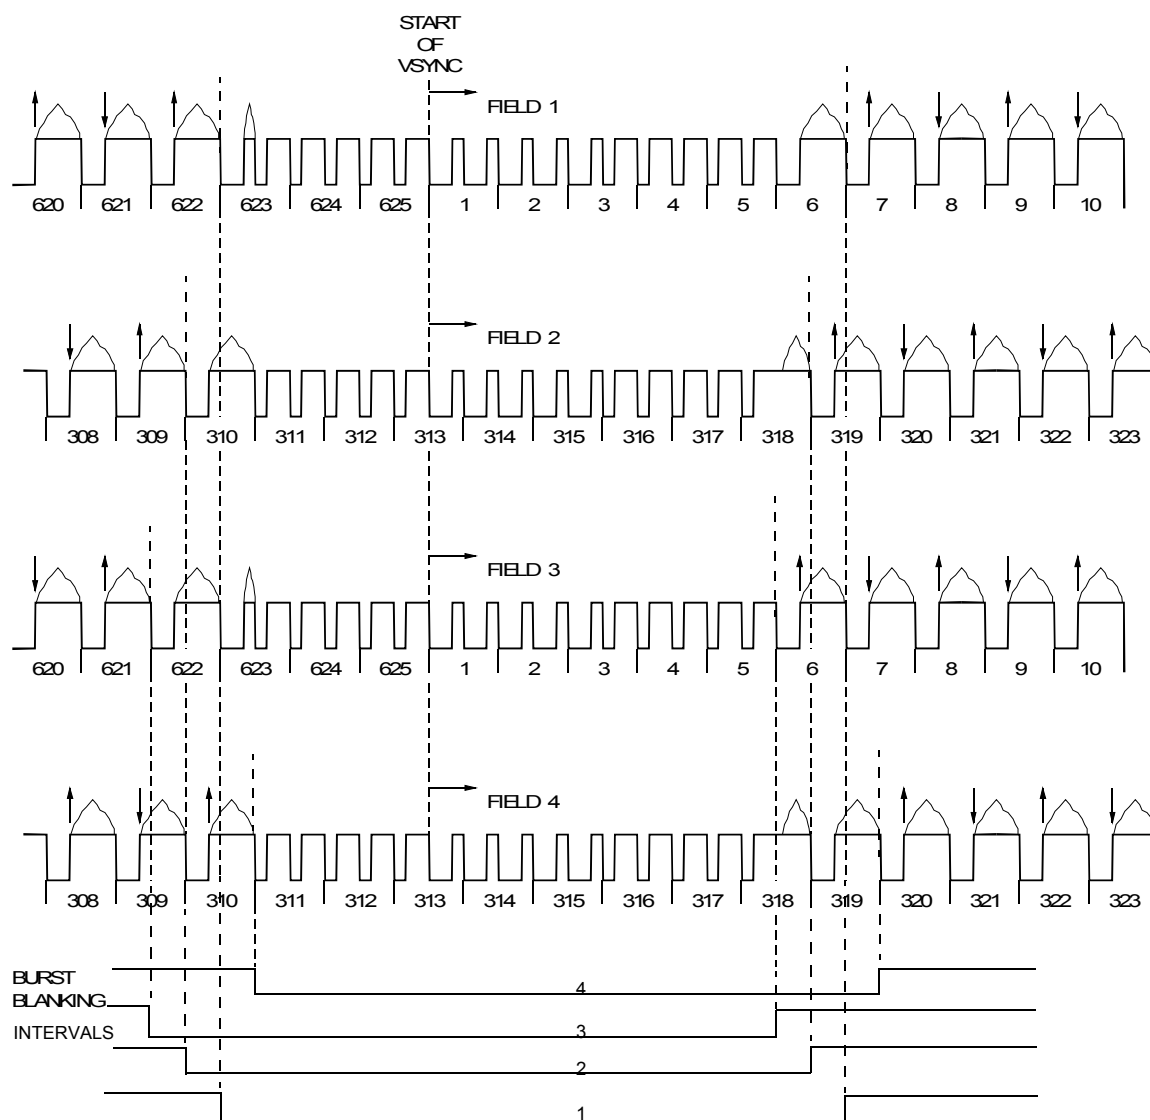 START
OF
VSYNC
FIELD 1
620 621 622 623 624 625 1 2 3 4 5 6 7 8 9 10
FIELD 2
308 309 310 311 312 313 314 315 316 317 318 319 320 321 322 323
FIELD 3
620 621 622 623 624 625 1 2 3 4 5 6 7 8 9 10
FIELD 4
308 309 310 311 312 313 314 315 316 317 318 319 320 321 322 323
BURST
4
BLANKING
INTERVALS
3
2
1